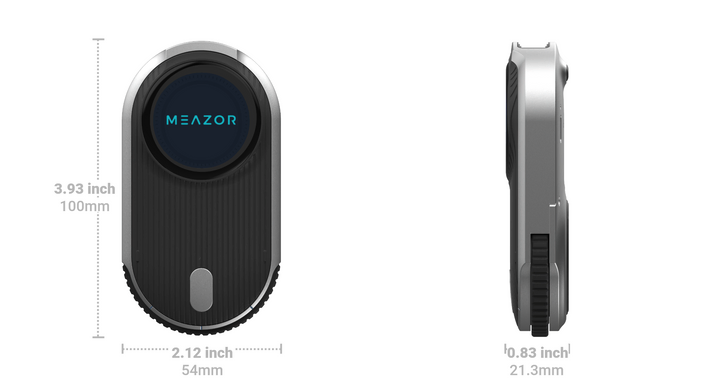 MEAZOR
3.93 inch
100mm
2.12 inch
54mm
0.83 inch
21.3mm